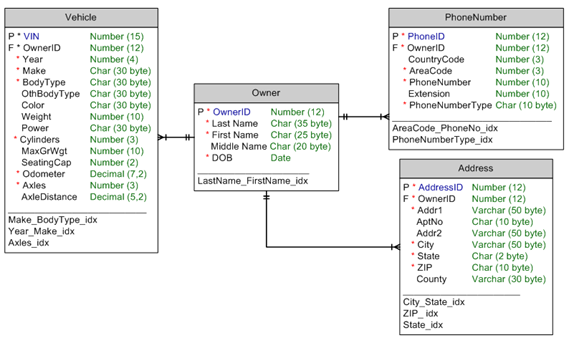 Vehicle
P * VIN Number (15)
F * OwnerID Number (12)
* Year Number (4)
* Make Char (30 byte)
* BodyType Char (30 byte)
OthBodyType Char (30 byte)
Color Char (30 byte)
Weight Number (10)
Power Char (30 byte)
* Cylinders Number (3)
MaxGrWgt Number (10)
SeatingCap Number (2)
* Odometer Decimal (7,2)
* Axles Number (3)
AxleDistance Decimal (5,2)
Make_BodyType_idx
Year_Make_idx
Axles_idx
Owner
P * OwnerID Number (12)
* Last Name Char (35 byte)
* First Name Char (25 byte)
Middle Name Char (20 byte)
* DOB Date
LastName_FirstName_idx
PhoneNumber
P * PhoneID Number (12)
F * OwnerID Number (12)
CountryCode Number (3)
* AreaCode Number (3)
* PhoneNumber Number (10)
Extension Number (10)
* PhoneNumberType Char (10 byte)
AreaCode_PhoneNo_idx
PhoneNumberType_idx
Address
P * AddressID Number (12)
F * OwnerID Number (12)
* Addr1 Varchar (50 byte)
AptNo Char (10 byte)
Addr2 Varchar (50 byte)
* City Varchar (50 byte)
* State Char (2 byte)
* ZIP Char (10 byte)
County Varchar (30 byte)
City_State_idx
ZIP_ idx
State_idx